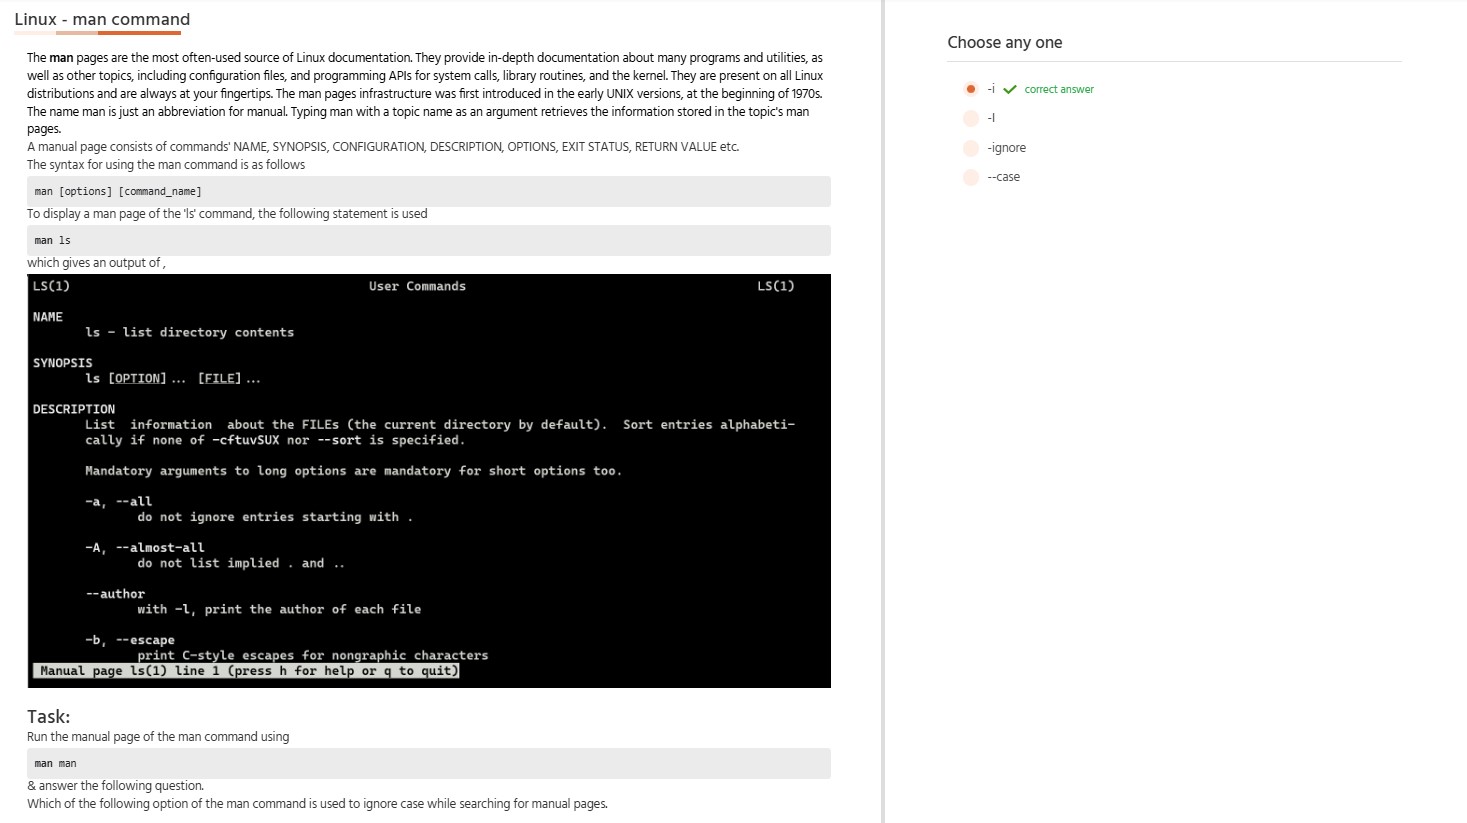 Linux - man command
The man pages are the most often-used source of Linux documentation. They provide in-depth documentation about many programs and utilities, as
well as other topics, including configuration files, and programming APIs for system calls, library routines, and the kernel. They are present on all Linux
distributions and are always at your fingertips. The man pages infrastructure was first introduced in the early UNIX versions, at the beginning of 1970s.
The name man is just an abbreviation for manual. Typing man with a topic name as an argument retrieves the information stored in the topic's man
pages.
A manual page consists of commands' NAME, SYNOPSIS, CONFIGURATION, DESCRIPTION, OPTIONS, EXIT STATUS, RETURN VALUE etc.
The syntax for using the man command is as follows
man [options] [command_name]
To display a man page of the 'ls' command, the following statement is used
man ls
which gives an output of ,
LS(1) User Commands LS(1)
NAME
ls - list directory contents
SYNOPSIS
ls [OPTION]... [FILE]...
DESCRIPTION
List information about the FILEs (the current directory by default). Sort entries alphabeti-
cally if none of -cftuvSUX nor --sort is specified.
Mandatory arguments to long options are mandatory for short options too.
-a, --all
do not ignore entries starting with .
-A, --almost-all
do not list implied . and ..
--author
with -l, print the author of each file
-b, --escape
print C-style escapes for nongraphic characters
Manual page ls(1) line 1 (press h for help or q to quit)
Task:
Run the manual page of the man command using
man man
& answer the following question.
Which of the following option of the man command is used to ignore case while searching for manual pages.
Choose any one
-i correct answer
-I
-ignore
--case